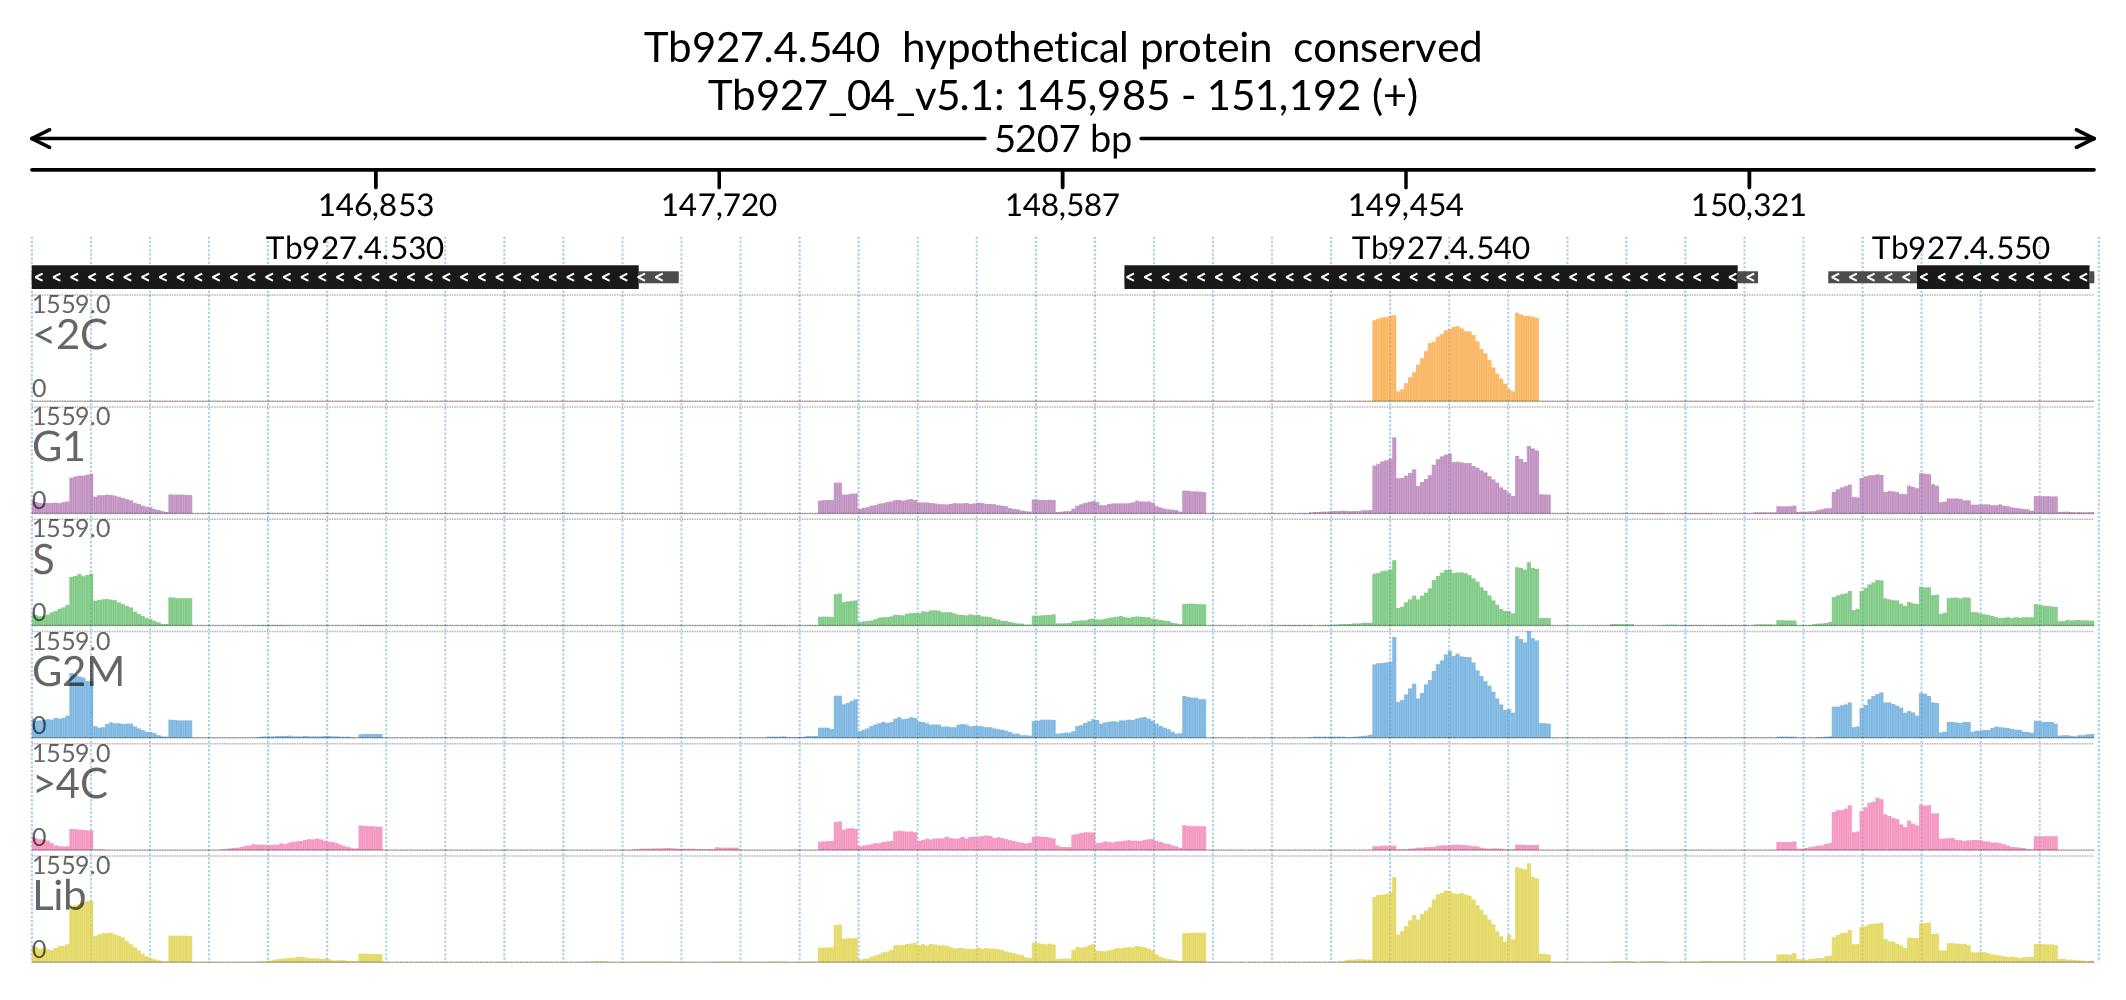 Tb927.4.540 hypothetical protein conserved
Tb927_04_v5.1: 145,985 - 151,192 (+)
5207 bp
146,853 147,720 148,587 149,454 150,321
Tb927.4.530 Tb927.4.540 Tb927.4.550
1559.0
<2C
0
1559.0
G1
0
1559.0
S
0
1559.0
G2M
0
1559.0
>4C
0
1559.0
Lib
0